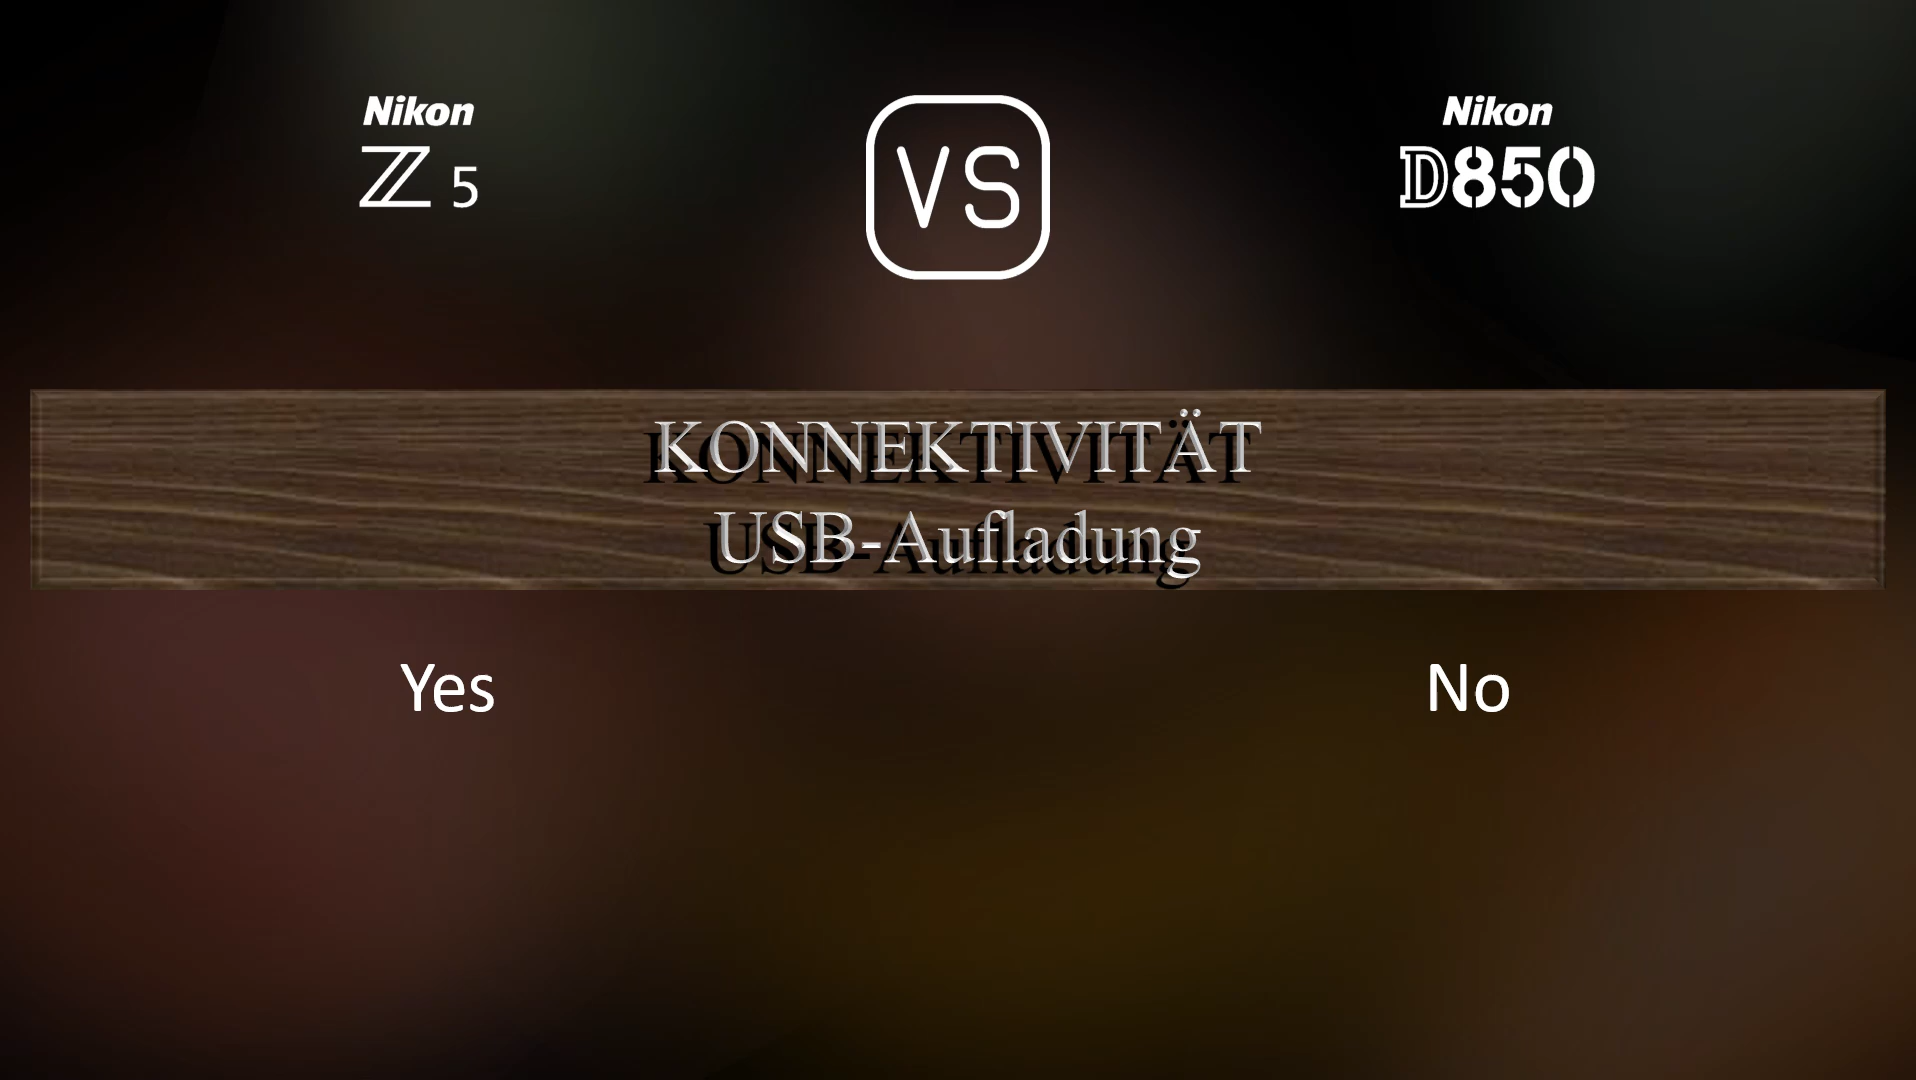 Nikon
Z 5
VS
Nikon
D850
KONNEKTIVITÄT
USB-Aufladung
Yes
No